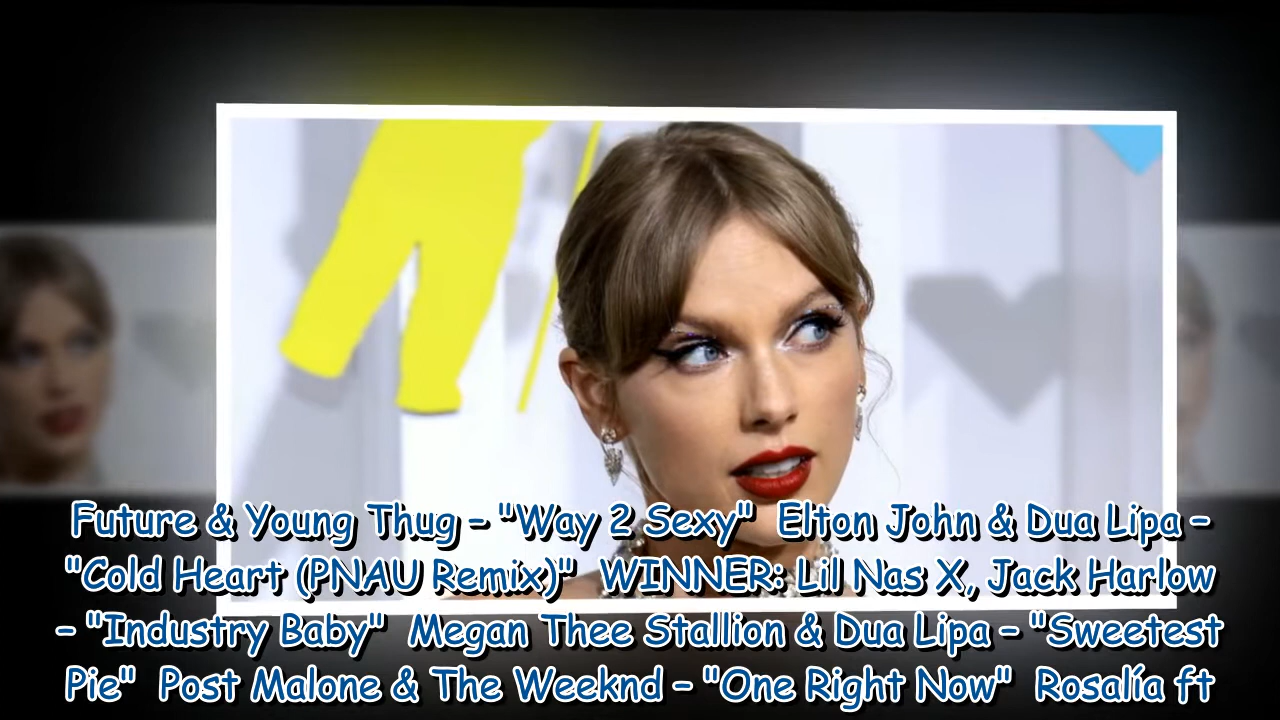 Future & Young Thug – "Way 2 Sexy"  Elton John & Dua Lipa –
"Cold Heart (PNAU Remix)"  WINNER: Lil Nas X, Jack Harlow
– "Industry Baby"  Megan Thee Stallion & Dua Lipa – "Sweetest
Pie"  Post Malone & The Weeknd – "One Right Now"  Rosalía ft